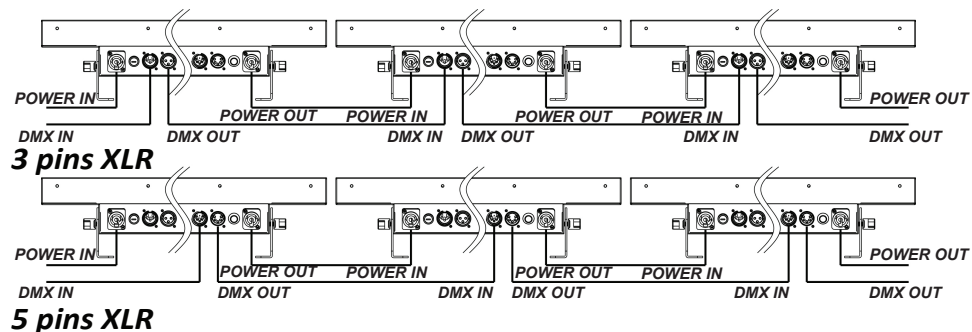 POWER IN POWER OUT POWER IN POWER OUT POWER IN POWER OUT
DMX IN DMX OUT DMX IN DMX OUT DMX IN DMX OUT
3 pins XLR
POWER IN POWER OUT POWER IN POWER OUT POWER IN POWER OUT
DMX IN DMX OUT DMX IN DMX OUT DMX IN DMX OUT
5 pins XLR